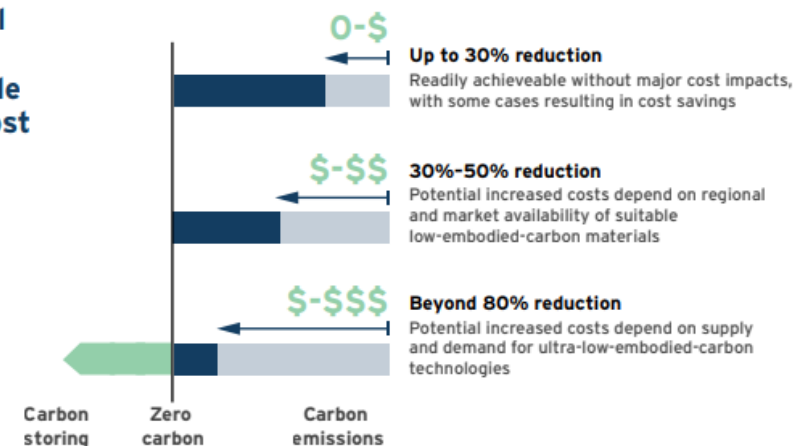 0-$
Up to 30% reduction
Readily achieveable without major cost impacts,
with some cases resulting in cost savings
$-$$
30%-50% reduction
Potential increased costs depend on regional
and market availability of suitable
low-embodied-carbon materials
$-$$$
Beyond 80% reduction
Potential increased costs depend on supply
and demand for ultra-low-embodied-carbon
technologies
Carbon
storing
Zero
carbon
Carbon
emissions